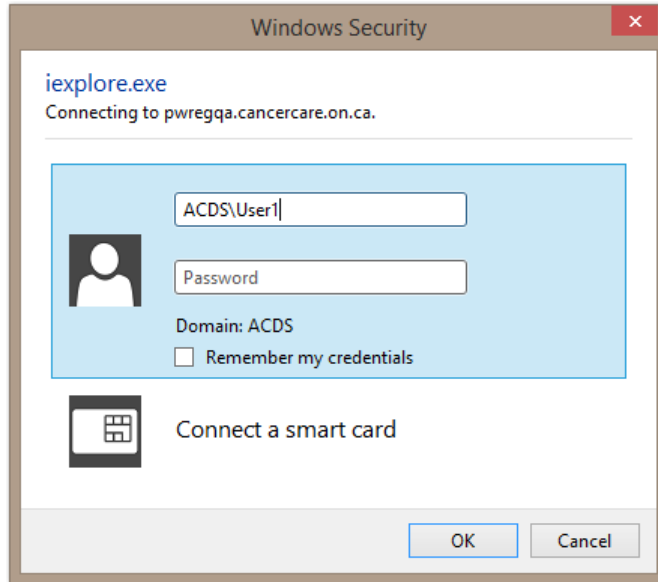 Windows Security
iexplore.exe
Connecting to pwregqa.cancercare.on.ca.
ACDS\User1
Password
Domain: ACDS
Remember my credentials
Connect a smart card
OK Cancel